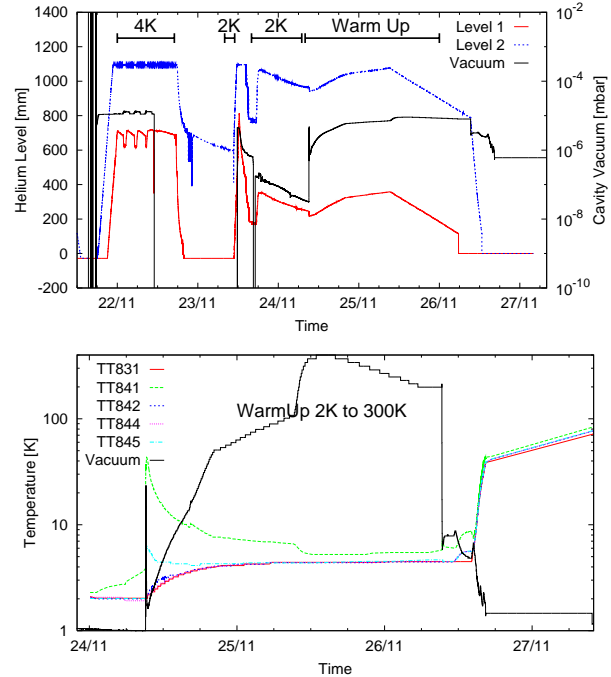 4K 2K 2K Warm Up
Level 1
Level 2
Vacuum
1400
1200
1000
800
600
400
200
0
-200
Helium Level [mm]
10-2
10-4
10-6
10-8
10-10
Cavity Vacuum [mbar]
22/11 23/11 24/11 25/11 26/11 27/11
Time
TT831
TT841
TT842
TT844
TT845
Vacuum
WarmUp 2K to 300K
100
10
1
Temperature [K]
24/11 25/11 26/11 27/11
Time